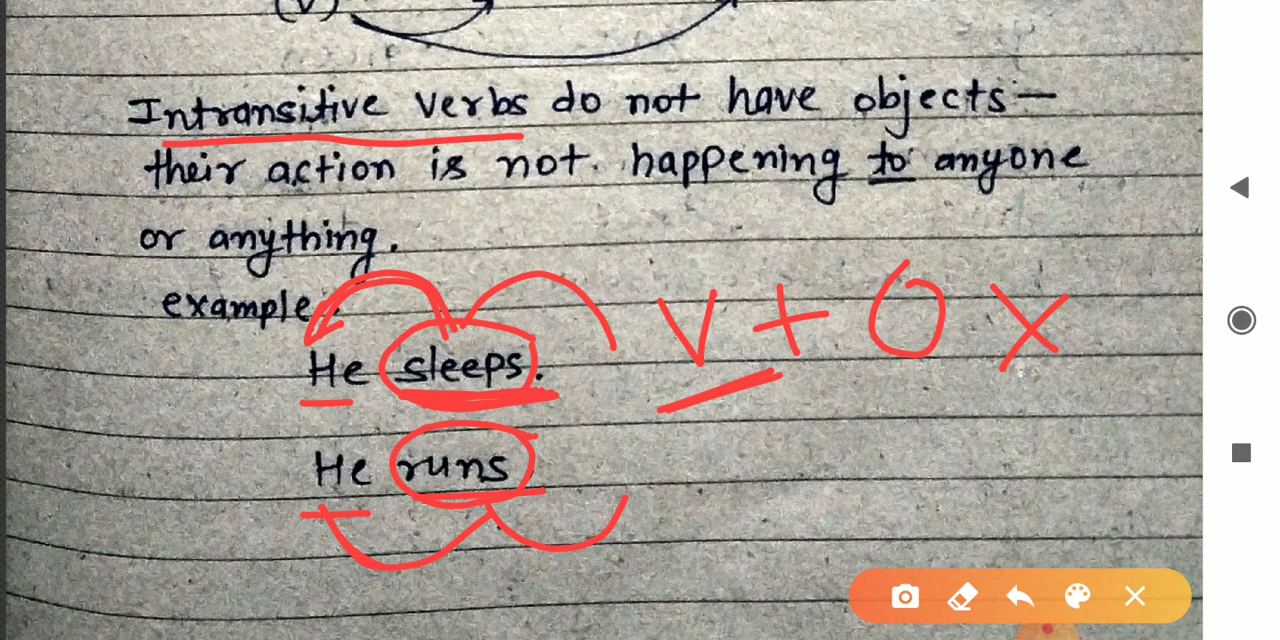 (V)
Intransitive verbs do not have objects—
their action is not. happening to anyone
or anything.
example.
He sleeps. V + O X
He runs